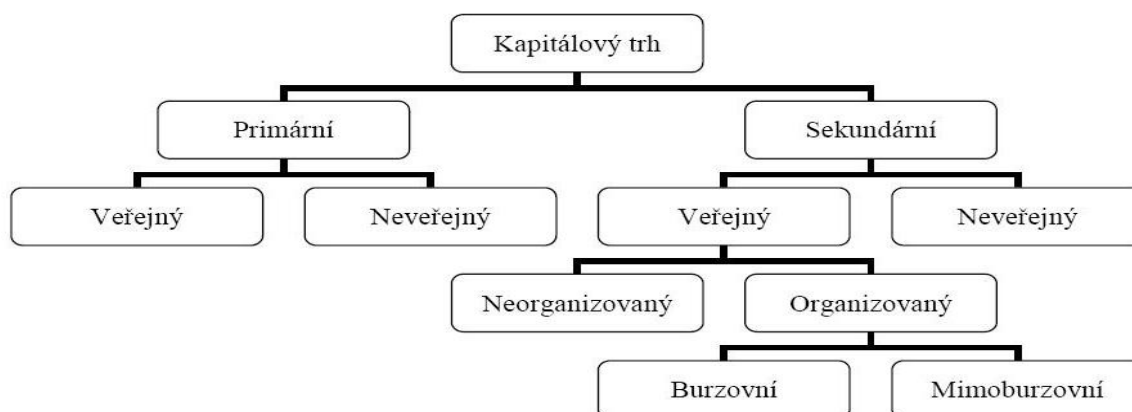 Kapitálový trh
Primární
Sekundární
Veřejný
Neveřejný
Veřejný
Neveřejný
Neorganizovaný
Organizovaný
Burzovní
Mimoburzovní